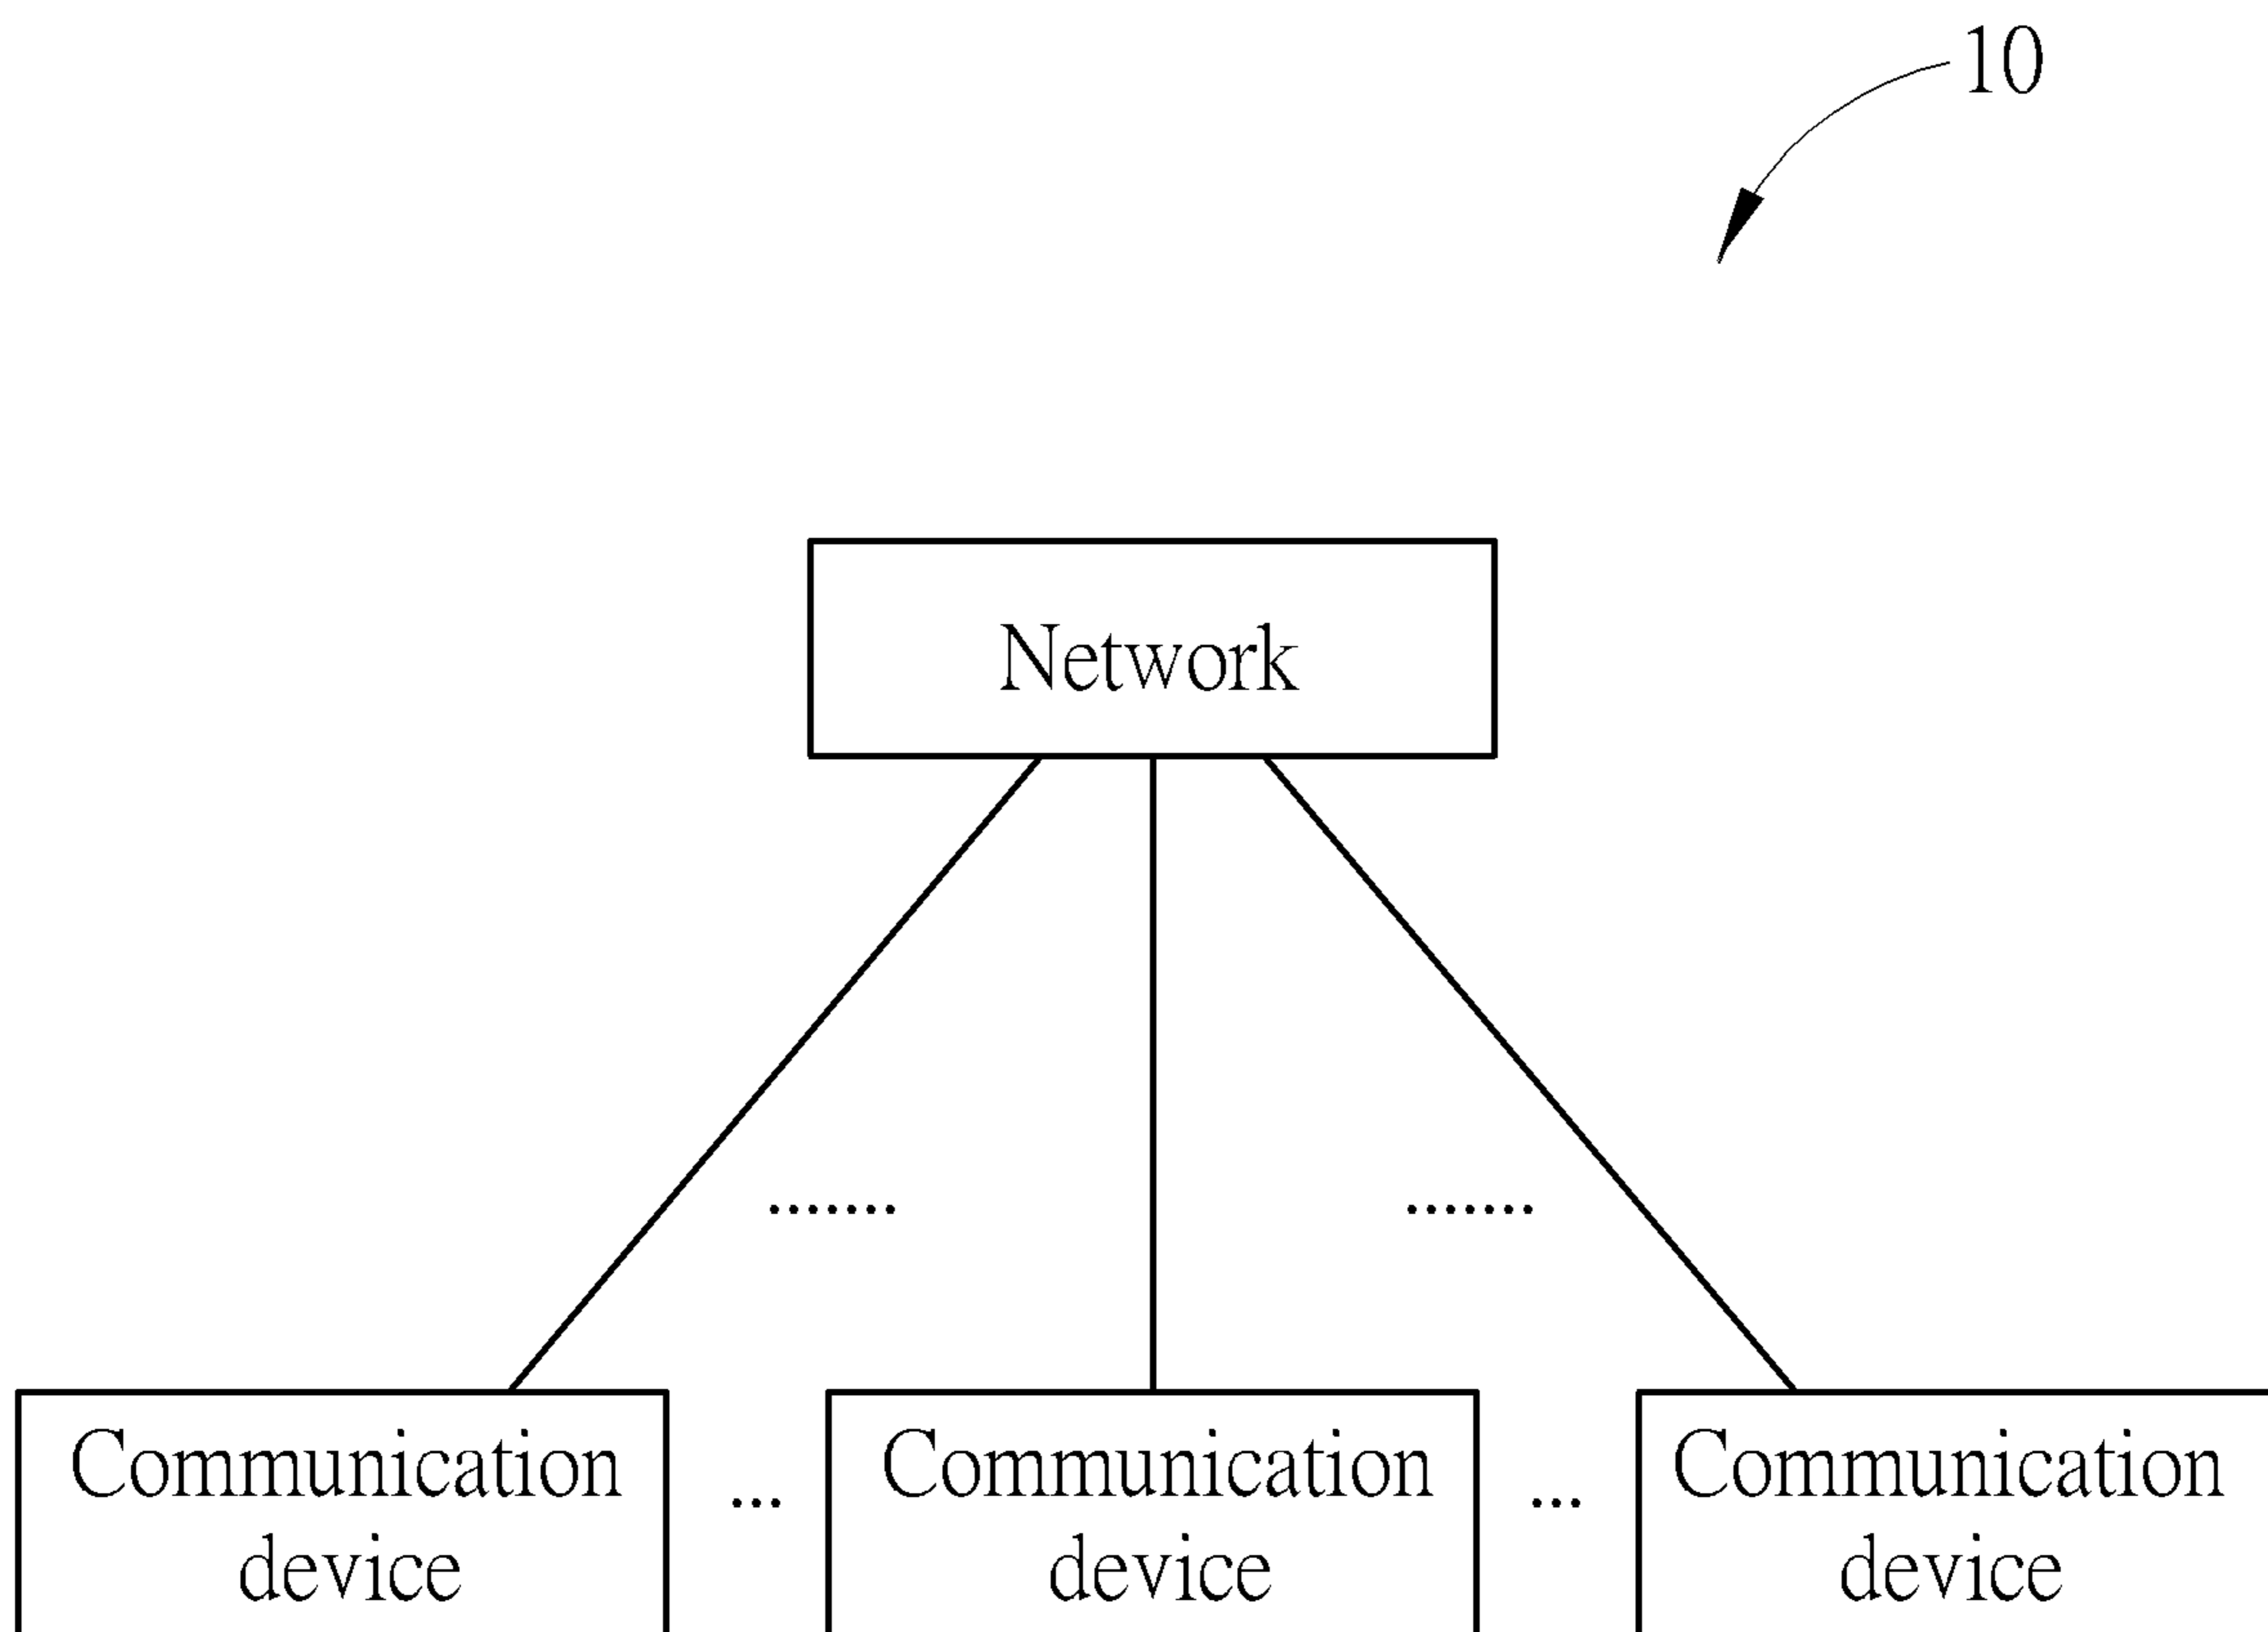 10
Network
.......
.......
Communication
device
...
Communication
device
...
Communication
device